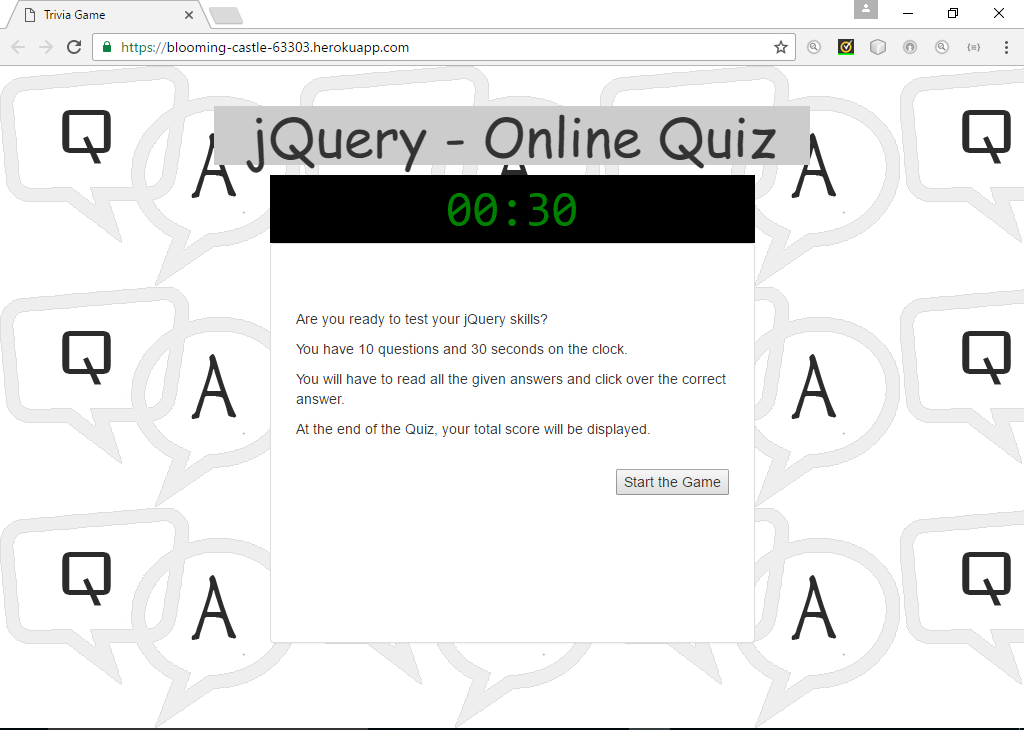 Trivia Game
https://blooming-castle-63303.herokuapp.com
jQuery - Online Quiz
00:30
Are you ready to test your jQuery skills?
You have 10 questions and 30 seconds on the clock.
You will have to read all the given answers and click over the correct
answer.
At the end of the Quiz, your total score will be displayed.
Start the Game
Q
A
A
Q
Q
A
A
Q
Q
A
A
Q